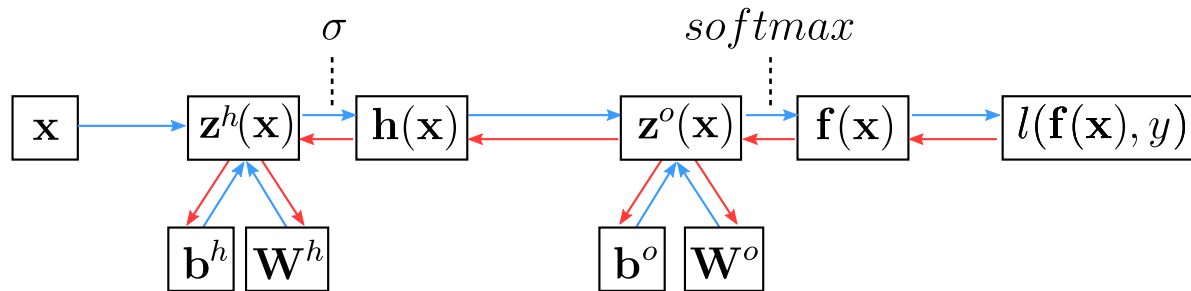 σ softmax
x z^h(x) h(x) z^o(x) f(x) l(f(x), y)
b^h W^h b^o W^o